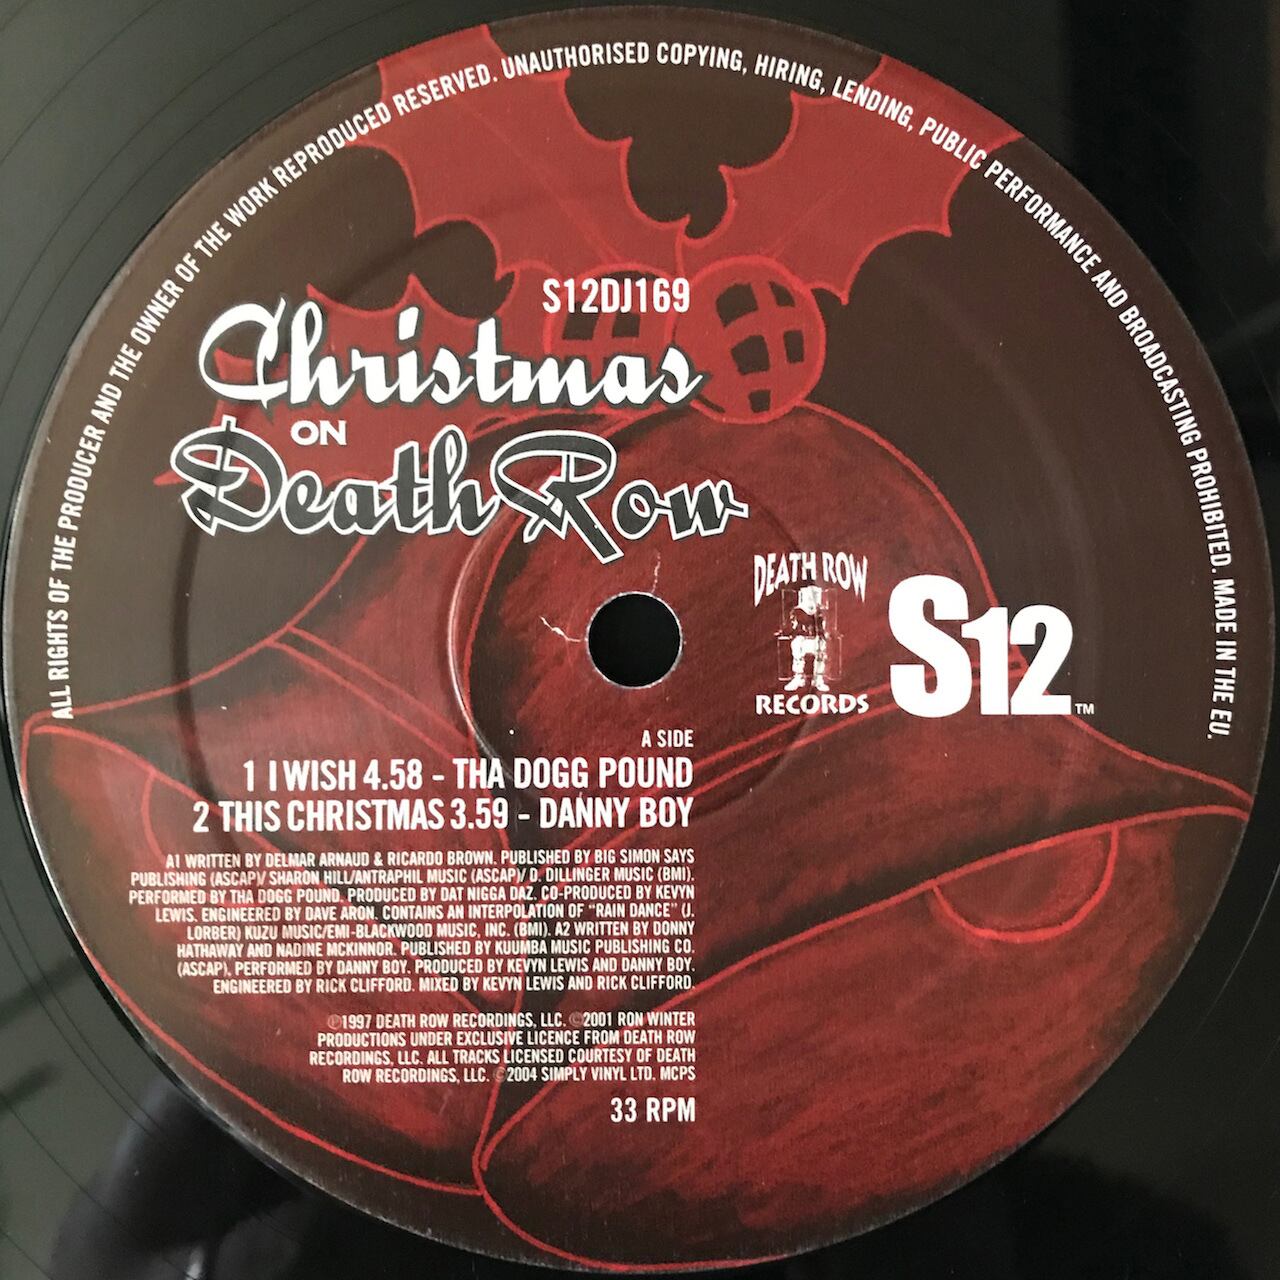 ALL RIGHTS OF THE PRODUCER AND THE OWNER OF THE WORK REPRODUCED RESERVED. UNAUTHORISED COPYING, HIRING, LENDING, PUBLIC PERFORMANCE AND BROADCASTING PROHIBITED. MADE IN THE EU.
S12DJ169
Christmas
ON
Death Row
DEATH ROW
RECORDS
S12™
A SIDE
1 I WISH 4.58 - THA DOGG POUND
2 THIS CHRISTMAS 3.59 - DANNY BOY
A1 WRITTEN BY DELMAR ARNAUD & RICARDO BROWN. PUBLISHED BY BIG SIMON SAYS
PUBLISHING (ASCAP)/ SHARON HILL/ANTRAPHIL MUSIC (ASCAP)/ D. DILLINGER MUSIC (BMI).
PERFORMED BY THA DOGG POUND. PRODUCED BY DAT NIGGA DAZ. CO-PRODUCED BY KEVYN
LEWIS. ENGINEERED BY DAVE ARON. CONTAINS AN INTERPOLATION OF "RAIN DANCE" (J.
LORBER) KUZU MUSIC/EMI-BLACKWOOD MUSIC, INC. (BMI). A2 WRITTEN BY DONNY
HATHAWAY AND NADINE MCKINNOR. PUBLISHED BY KUUMBA MUSIC PUBLISHING CO.
(ASCAP). PERFORMED BY DANNY BOY. PRODUCED BY KEVYN LEWIS AND DANNY BOY.
ENGINEERED BY RICK CLIFFORD. MIXED BY KEVYN LEWIS AND RICK CLIFFORD.
℗1997 DEATH ROW RECORDINGS, LLC. ©2001 RON WINTER
PRODUCTIONS UNDER EXCLUSIVE LICENCE FROM DEATH ROW
RECORDINGS, LLC. ALL TRACKS LICENSED COURTESY OF DEATH
ROW RECORDINGS, LLC. ©2004 SIMPLY VINYL LTD. MCPS
33 RPM